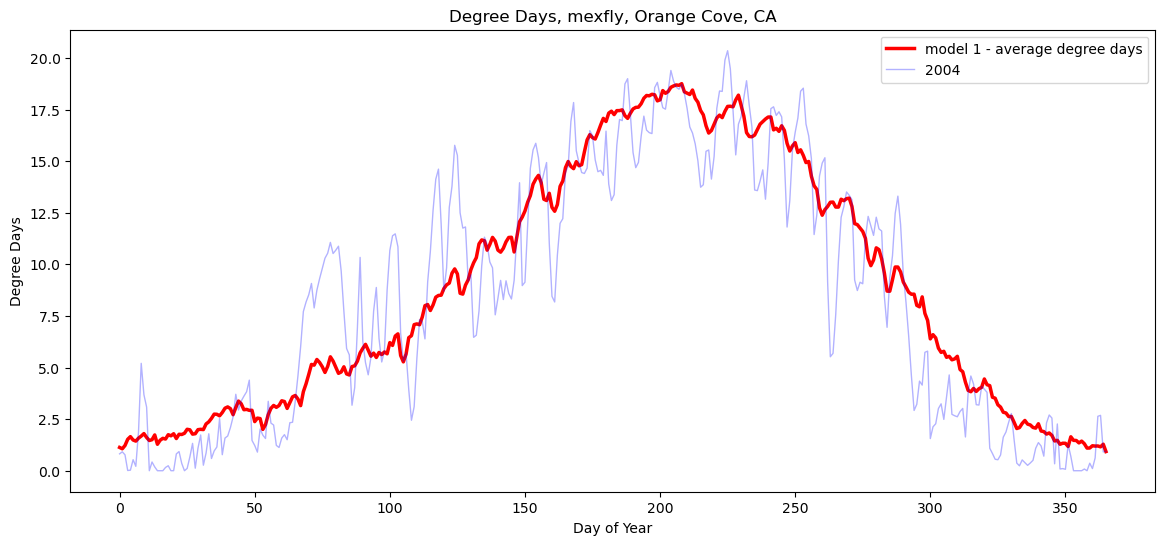 Degree Days, mexfly, Orange Cove, CA
model 1 - average degree days
2004
Degree Days
20.0
17.5
15.0
12.5
10.0
7.5
5.0
2.5
0.0
0 50 100 150 200 250 300 350
Day of Year